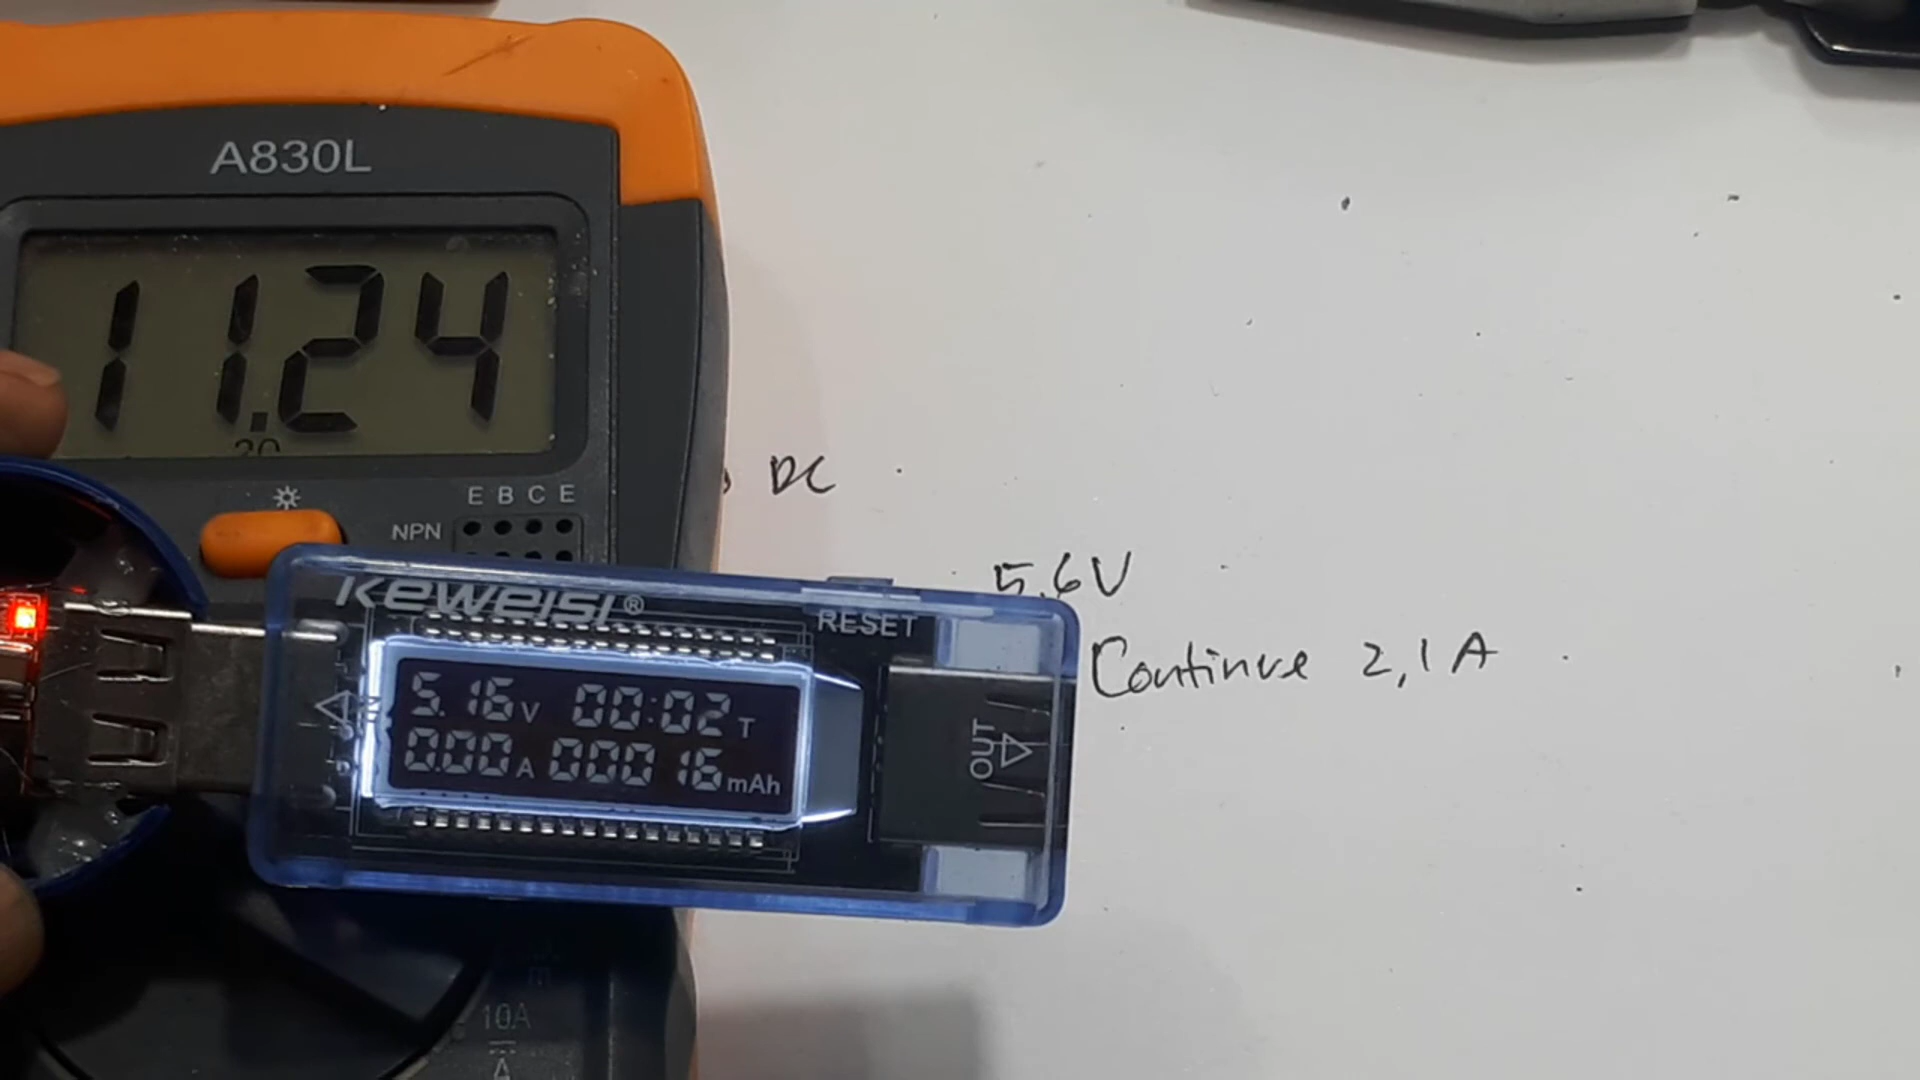 A830L
11.24
20
E B C E
NPN
DC
5.6V
Continue 2,1 A
Keweisi®
RESET
5.16V 00:02T
0.00A 00016mAh
OUT
10A